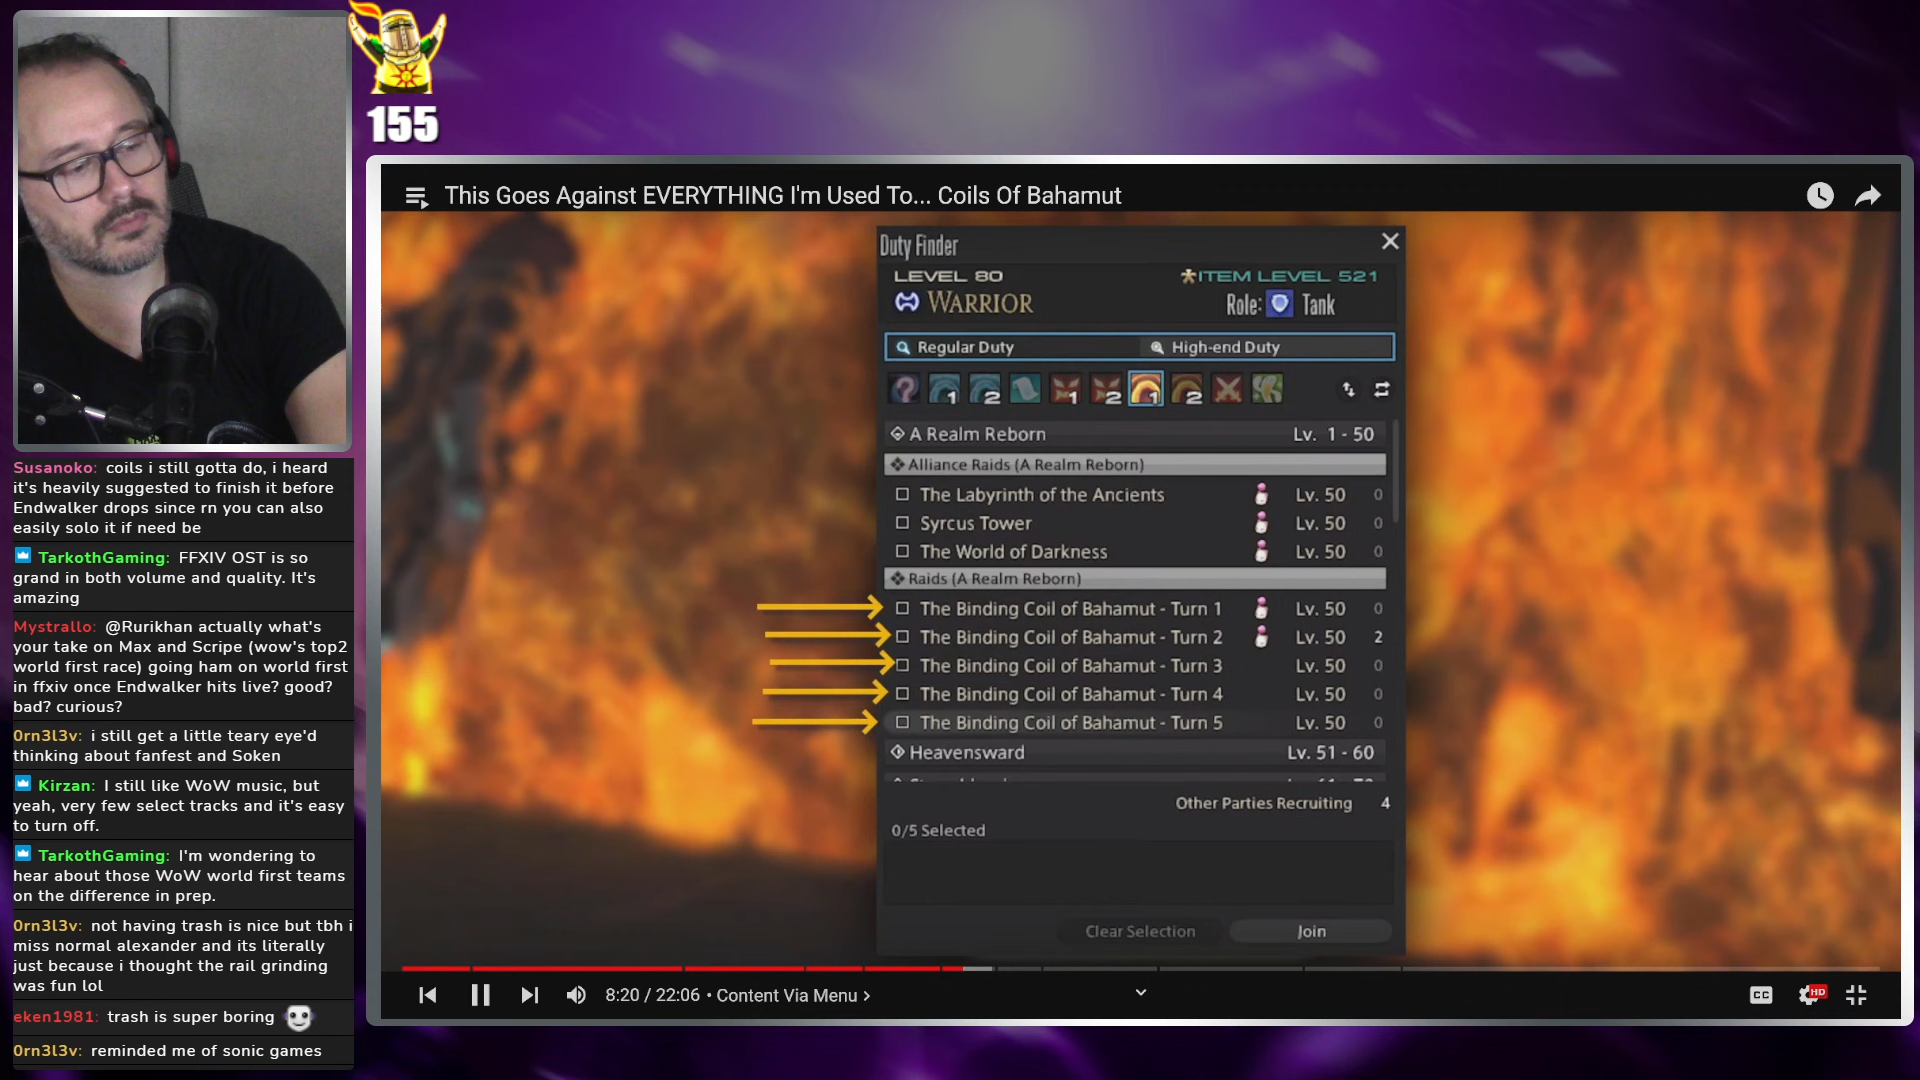 155
This Goes Against EVERYTHING I'm Used To... Coils Of Bahamut
Duty Finder
LEVEL 80
ITEM LEVEL 521
WARRIOR
Role: Tank
Regular Duty
High-end Duty
1 2 1 2 1 2
A Realm Reborn Lv. 1 - 50
Alliance Raids (A Realm Reborn)
The Labyrinth of the Ancients Lv. 50 0
Syrcus Tower Lv. 50 0
The World of Darkness Lv. 50 0
Raids (A Realm Reborn)
The Binding Coil of Bahamut - Turn 1 Lv. 50 0
The Binding Coil of Bahamut - Turn 2 Lv. 50 2
The Binding Coil of Bahamut - Turn 3 Lv. 50 0
The Binding Coil of Bahamut - Turn 4 Lv. 50 0
The Binding Coil of Bahamut - Turn 5 Lv. 50 0
Heavensward Lv. 51 - 60
Other Parties Recruiting 4
0/5 Selected
Clear Selection
Join
8:20 / 22:06 • Content Via Menu
CC
HD
Susanoko: coils i still gotta do, i heard
it's heavily suggested to finish it before
Endwalker drops since rn you can also
easily solo it if need be
TarkothGaming: FFXIV OST is so
grand in both volume and quality. It's
amazing
Mystrallo: @Rurikhan actually what's
your take on Max and Scripe (wow's top2
world first race) going ham on world first
in ffxiv once Endwalker hits live? good?
bad? curious?
0rn3l3v: i still get a little teary eye'd
thinking about fanfest and Soken
Kirzan: I still like WoW music, but
yeah, very few select tracks and it's easy
to turn off.
TarkothGaming: I'm wondering to
hear about those WoW world first teams
on the difference in prep.
0rn3l3v: not having trash is nice but tbh i
miss normal alexander and its literally
just because i thought the rail grinding
was fun lol
eken1981: trash is super boring
0rn3l3v: reminded me of sonic games